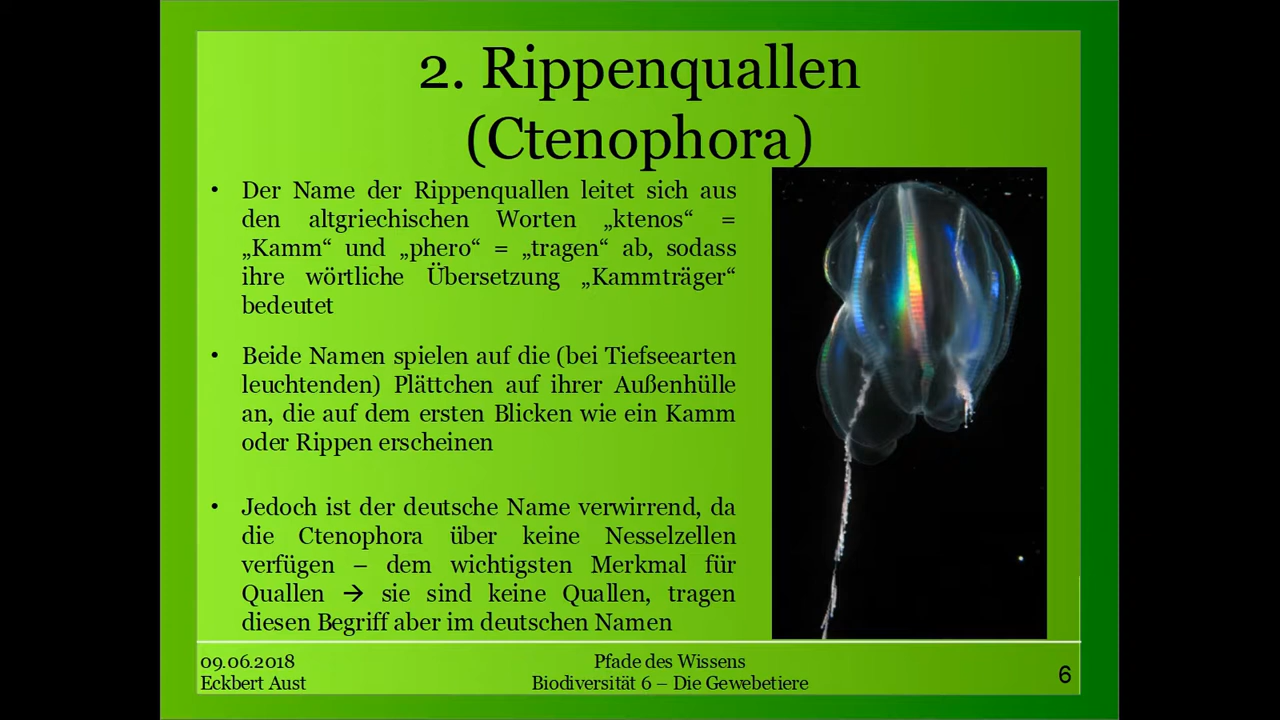 2. Rippenquallen
(Ctenophora)
• Der Name der Rippenquallen leitet sich aus
den altgriechischen Worten „ktenos“ =
„Kamm“ und „phero“ = „tragen“ ab, sodass
ihre wörtliche Übersetzung „Kammträger“
bedeutet
• Beide Namen spielen auf die (bei Tiefseearten
leuchtenden) Plättchen auf ihrer Außenhülle
an, die auf dem ersten Blicken wie ein Kamm
oder Rippen erscheinen
• Jedoch ist der deutsche Name verwirrend, da
die Ctenophora über keine Nesselzellen
verfügen – dem wichtigsten Merkmal für
Quallen → sie sind keine Quallen, tragen
diesen Begriff aber im deutschen Namen
09.06.2018
Eckbert Aust
Pfade des Wissens
Biodiversität 6 – Die Gewebetiere
6